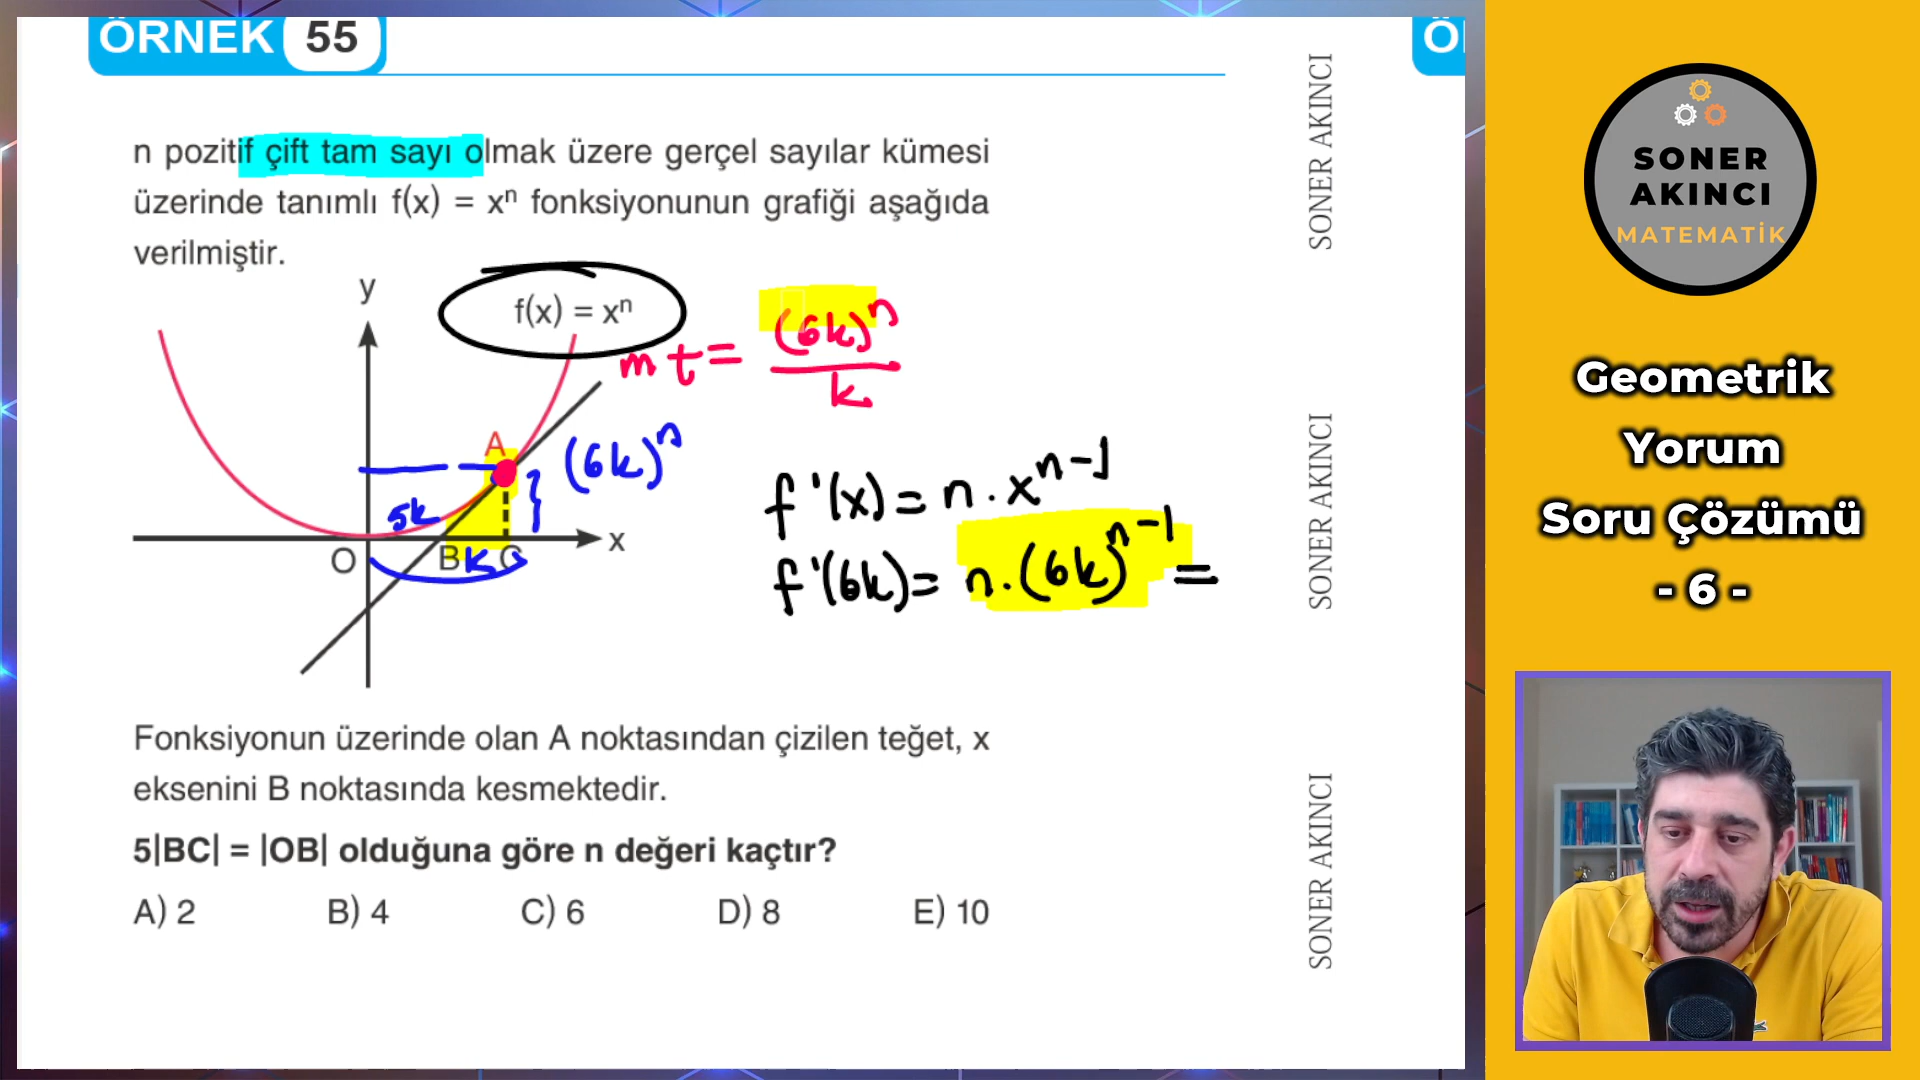 ÖRNEK 55
n pozitif çift tam sayı olmak üzere gerçel sayılar kümesi
üzerinde tanımlı f(x) = xⁿ fonksiyonunun grafiği aşağıda
verilmiştir.
y
f(x) = xⁿ
mt = (6k)ⁿ
k
A
(6k)ⁿ
5k
O
B
k
C
x
f'(x) = n.xⁿ⁻¹
f'(6k) = n.(6k)ⁿ⁻¹ =
Fonksiyonun üzerinde olan A noktasından çizilen teğet, x
eksenini B noktasında kesmektedir.
5|BC| = |OB| olduğuna göre n değeri kaçtır?
A) 2 B) 4 C) 6 D) 8 E) 10
SONER AKINCI
SONER AKINCI
SONER AKINCI
SONER
AKINCI
MATEMATİK
Geometrik
Yorum
Soru Çözümü
- 6 -